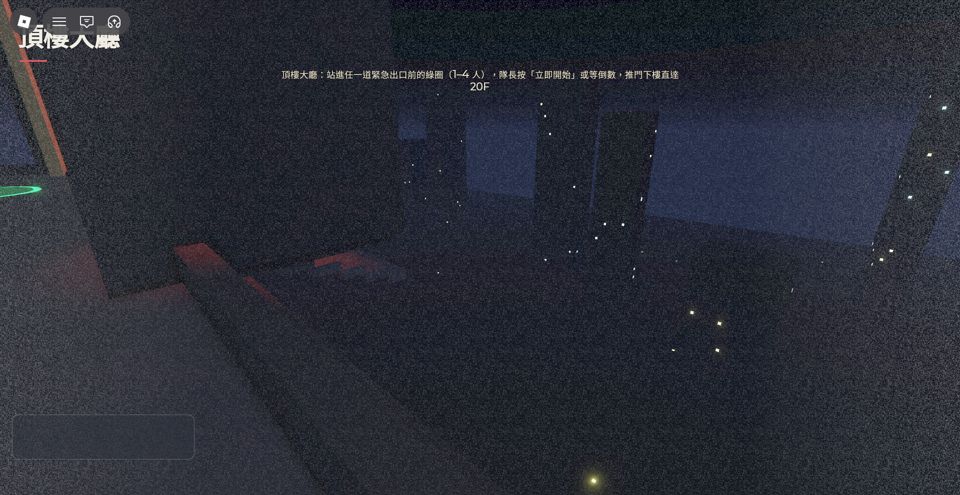 頂樓大廳
頂樓大廳：站進任一道緊急出口前的綠圈（1–4 人），隊長按「立即開始」或等倒數，推門下樓直達
20F